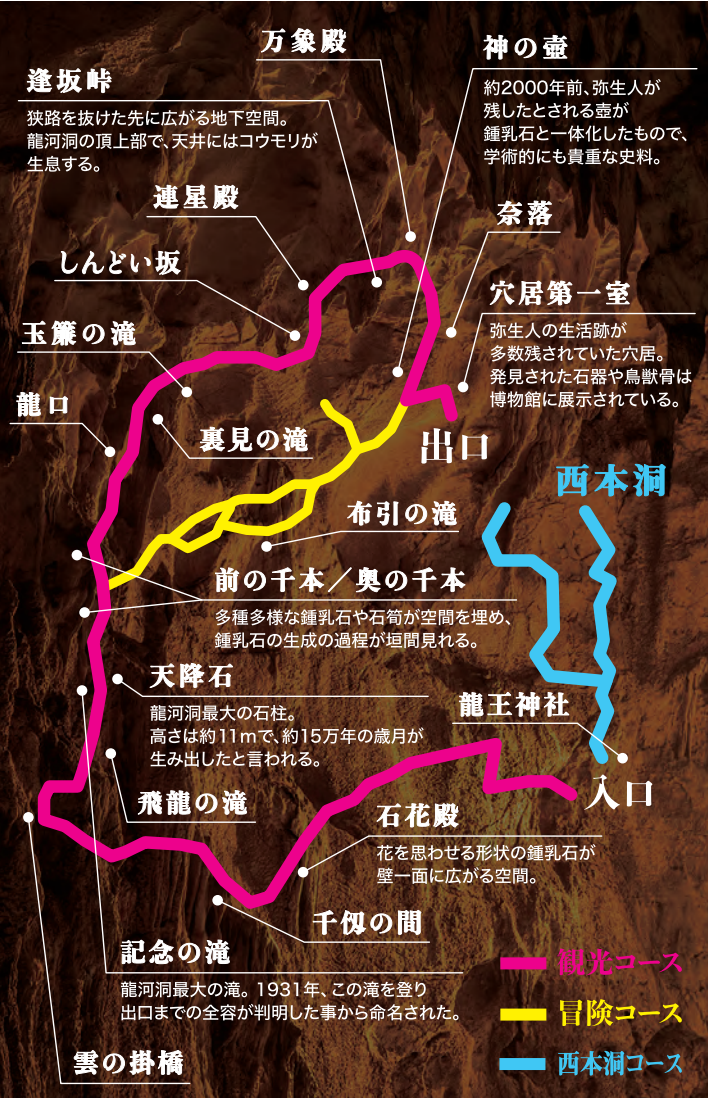 万象殿
神の壺
約2000年前、弥生人が
残したとされる壺が
鍾乳石と一体化したもので、
学術的にも貴重な史料。
逢坂峠
狭路を抜けた先に広がる地下空間。
龍河洞の頂上部で、天井にはコウモリが
生息する。
連星殿
奈落
しんどい坂
穴居第一室
弥生人の生活跡が
多数残されていた穴居。
発見された石器や鳥獣骨は
博物館に展示されている。
玉簾の滝
龍口
裏見の滝
出口
西本洞
布引の滝
前の千本／奥の千本
多種多様な鍾乳石や石筍が空間を埋め、
鍾乳石の生成の過程が垣間見れる。
天降石
龍河洞最大の石柱。
高さは約11mで、約15万年の歳月が
生み出したと言われる。
龍王神社
入口
飛龍の滝
石花殿
花を思わせる形状の鍾乳石が
壁一面に広がる空間。
千仭の間
記念の滝
龍河洞最大の滝。1931年、この滝を登り
出口までの全容が判明した事から命名された。
雲の掛橋
観光コース
冒険コース
西本洞コース